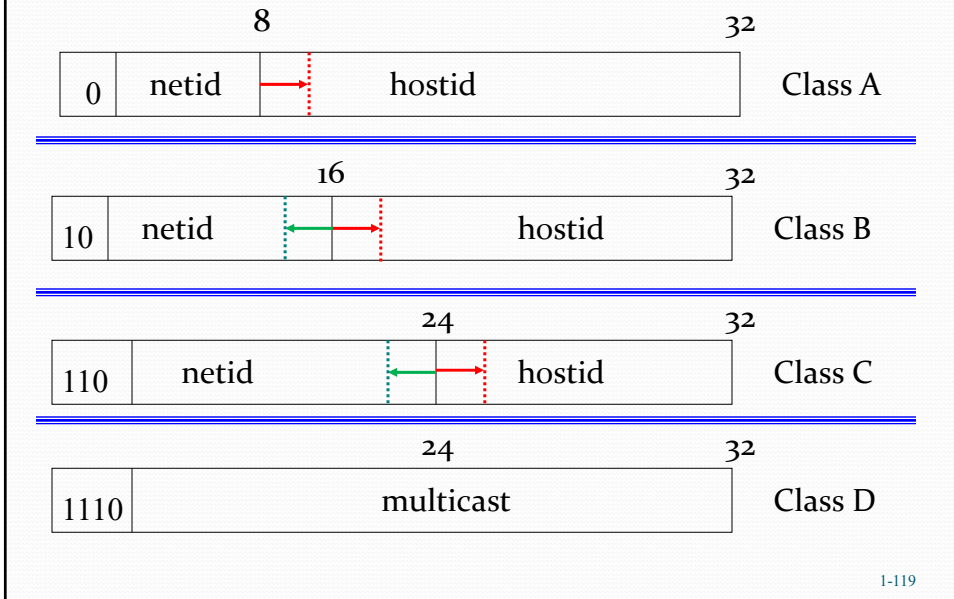 8 32
0 netid hostid Class A
16 32
10 netid hostid Class B
24 32
110 netid hostid Class C
24 32
1110 multicast Class D
1-119